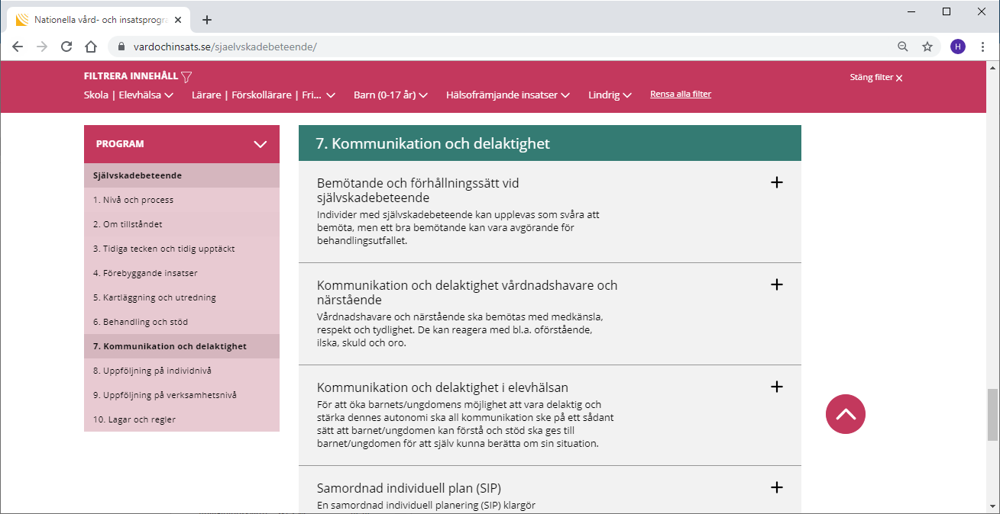 Nationella vård- och insatsprogra
vardochinsats.se/sjaelvskadebeteende/
H
FILTRERA INNEHÅLL
Stäng filter
Skola | Elevhälsa
Lärare | Förskollärare | Fri...
Barn (0-17 år)
Hälsofrämjande insatser
Lindrig
Rensa alla filter
PROGRAM
Självskadebeteende
1. Nivå och process
2. Om tillståndet
3. Tidiga tecken och tidig upptäckt
4. Förebyggande insatser
5. Kartläggning och utredning
6. Behandling och stöd
7. Kommunikation och delaktighet
8. Uppföljning på individnivå
9. Uppföljning på verksamhetsnivå
10. Lagar och regler
7. Kommunikation och delaktighet
Bemötande och förhållningssätt vid
självskadebeteende
Individer med självskadebeteende kan upplevas som svåra att
bemöta, men ett bra bemötande kan vara avgörande för
behandlingsutfallet.
Kommunikation och delaktighet vårdnadshavare och
närstående
Vårdnadshavare och närstående ska bemötas med medkänsla,
respekt och tydlighet. De kan reagera med bl.a. oförstående,
ilska, skuld och oro.
Kommunikation och delaktighet i elevhälsan
För att öka barnets/ungdomens möjlighet att vara delaktig och
stärka dennes autonomi ska all kommunikation ske på ett sådant
sätt att barnet/ungdomen kan förstå och stöd ska ges till
barnet/ungdomen för att själv kunna berätta om sin situation.
Samordnad individuell plan (SIP)
En samordnad individuell planering (SIP) klargör